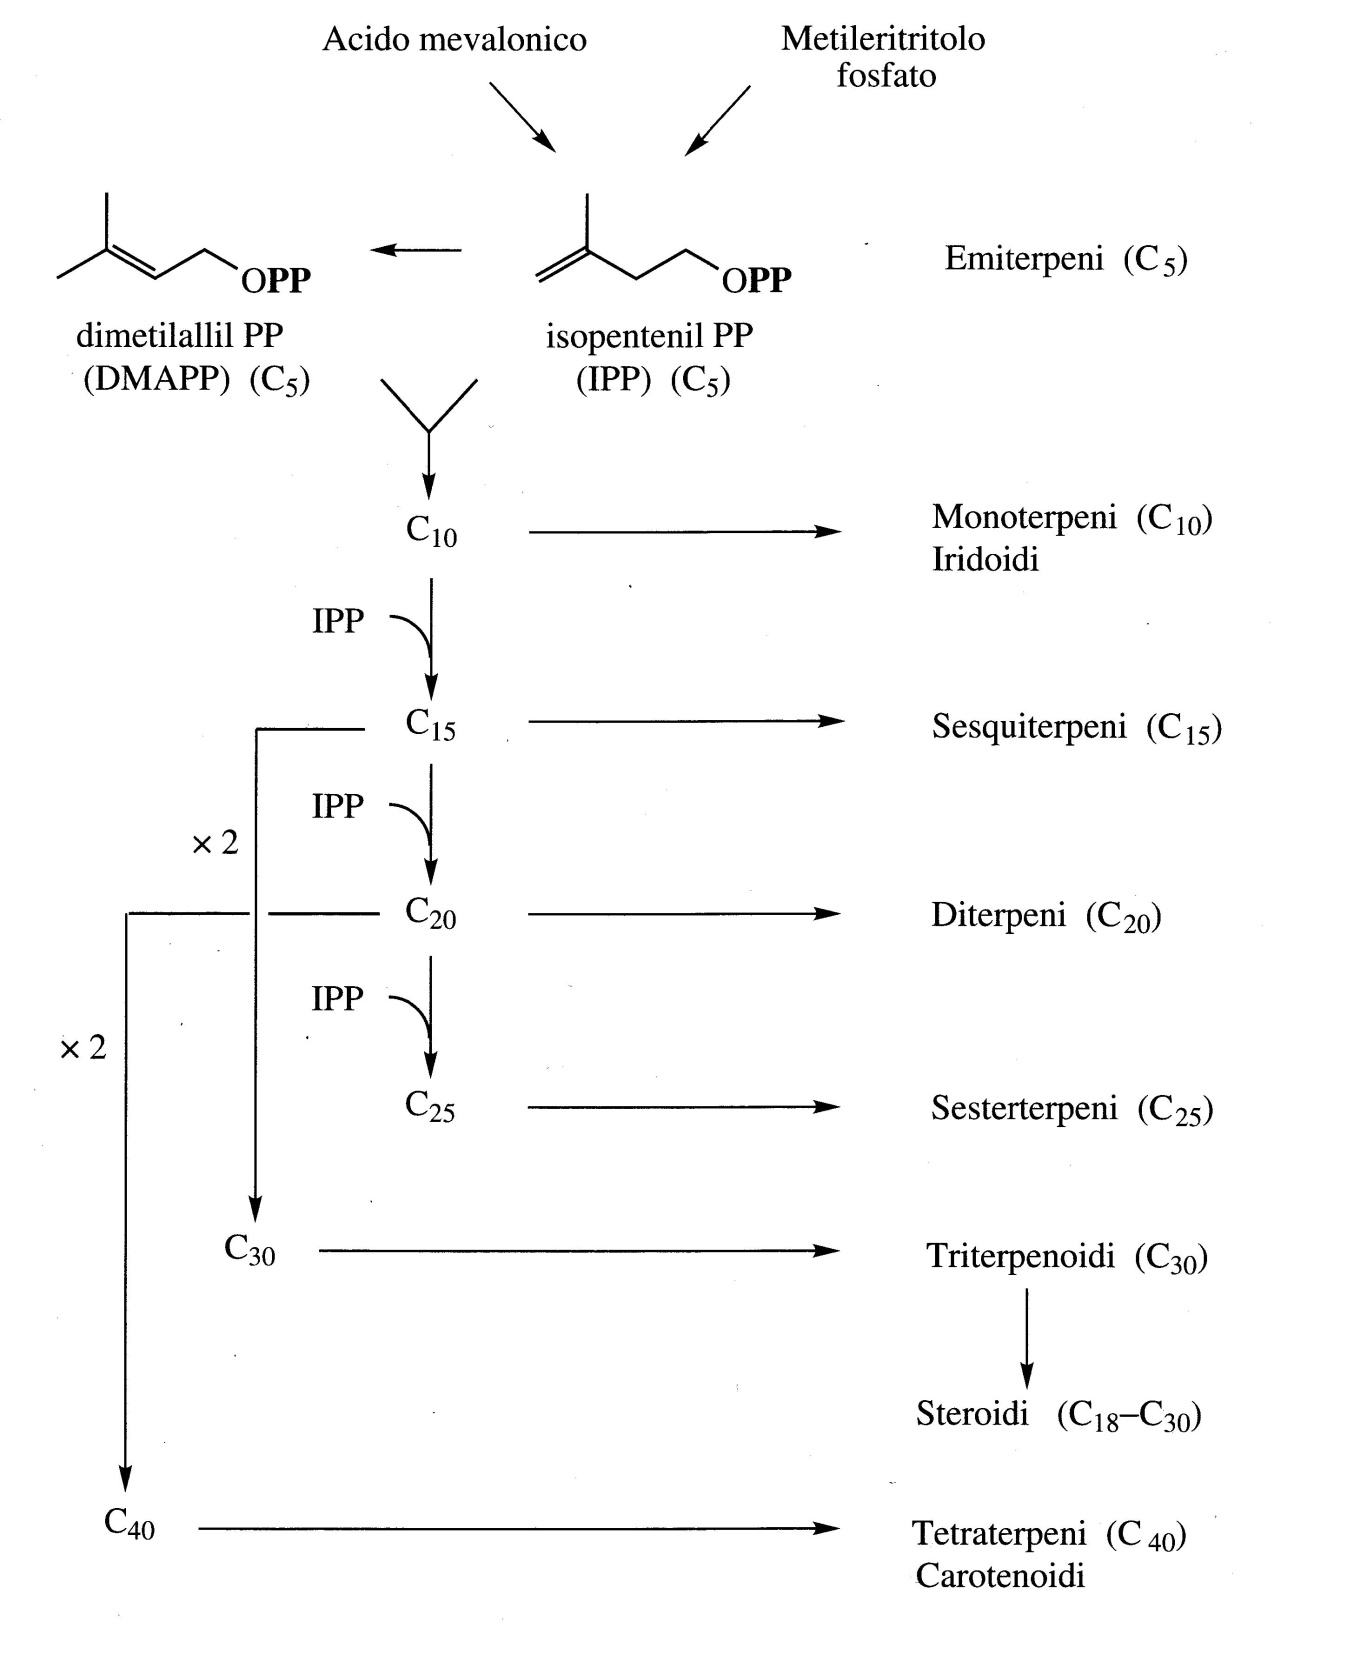 Acido mevalonico
Metileritritolo
fosfato
OPP
OPP
Emiterpeni (C5)
dimetilallil PP
(DMAPP) (C5)
isopentenil PP
(IPP) (C5)
C10
Monoterpeni (C10)
Iridoidi
IPP
C15
Sesquiterpeni (C15)
IPP
× 2
C20
Diterpeni (C20)
IPP
× 2
C25
Sesterterpeni (C25)
C30
Triterpenoidi (C30)
Steroidi (C18–C30)
C40
Tetraterpeni (C40)
Carotenoidi